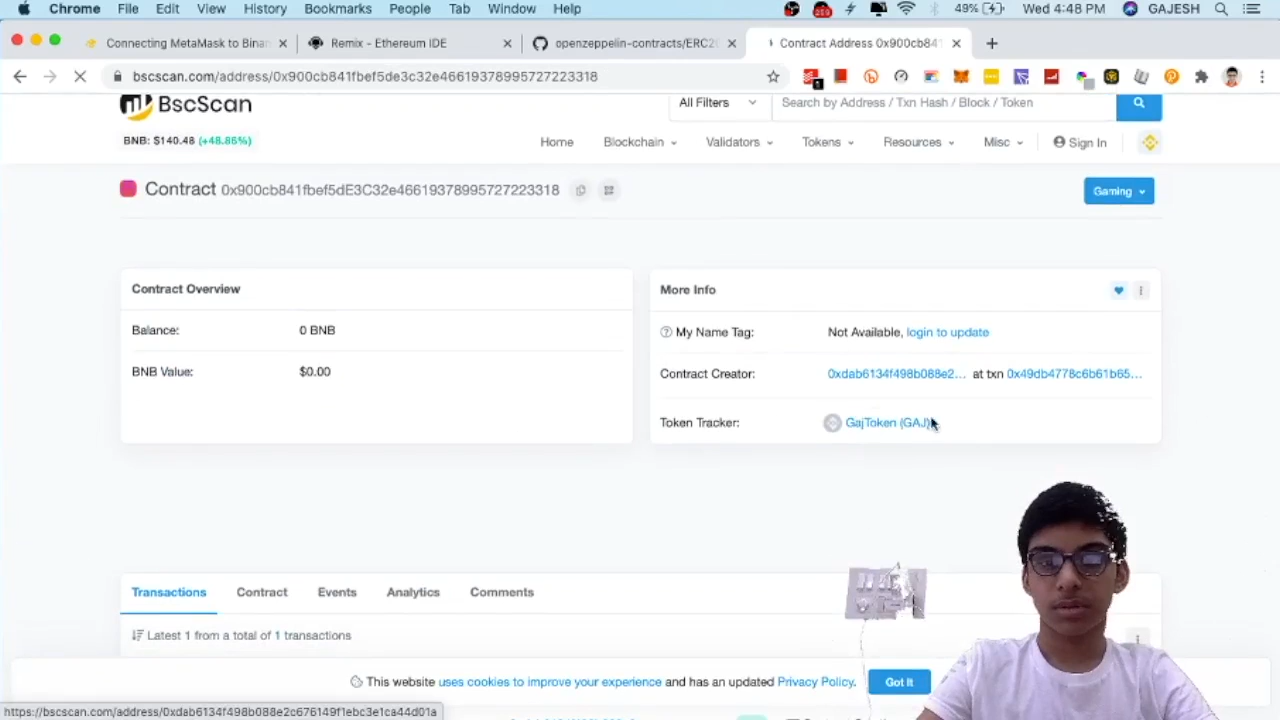 Chrome File Edit View History Bookmarks People Tab Window Help 49% Wed 4:48 PM GAJESH
Connecting MetaMask to Binan Remix - Ethereum IDE openzeppelin-contracts/ERC20 Contract Address 0x900cb841
bscscan.com/address/0x900cb841fbef5de3c32e46619378995727223318
BscScan All Filters Search by Address / Txn Hash / Block / Token
BNB: $140.48 (+48.86%) Home Blockchain Validators Tokens Resources Misc Sign In
Contract 0x900cb841fbef5dE3C32e46619378995727223318 Gaming
Contract Overview
Balance: 0 BNB
BNB Value: $0.00
More Info
My Name Tag: Not Available, login to update
Contract Creator: 0xdab6134f498b088e2... at txn 0x49db4778c6b61b65...
Token Tracker: GajToken (GAJ)
Transactions Contract Events Analytics Comments
Latest 1 from a total of 1 transactions
This website uses cookies to improve your experience and has an updated Privacy Policy. Got It
https://bscscan.com/address/0xdab6134f498b088e2c676149f1ebc3e1ca44d01a